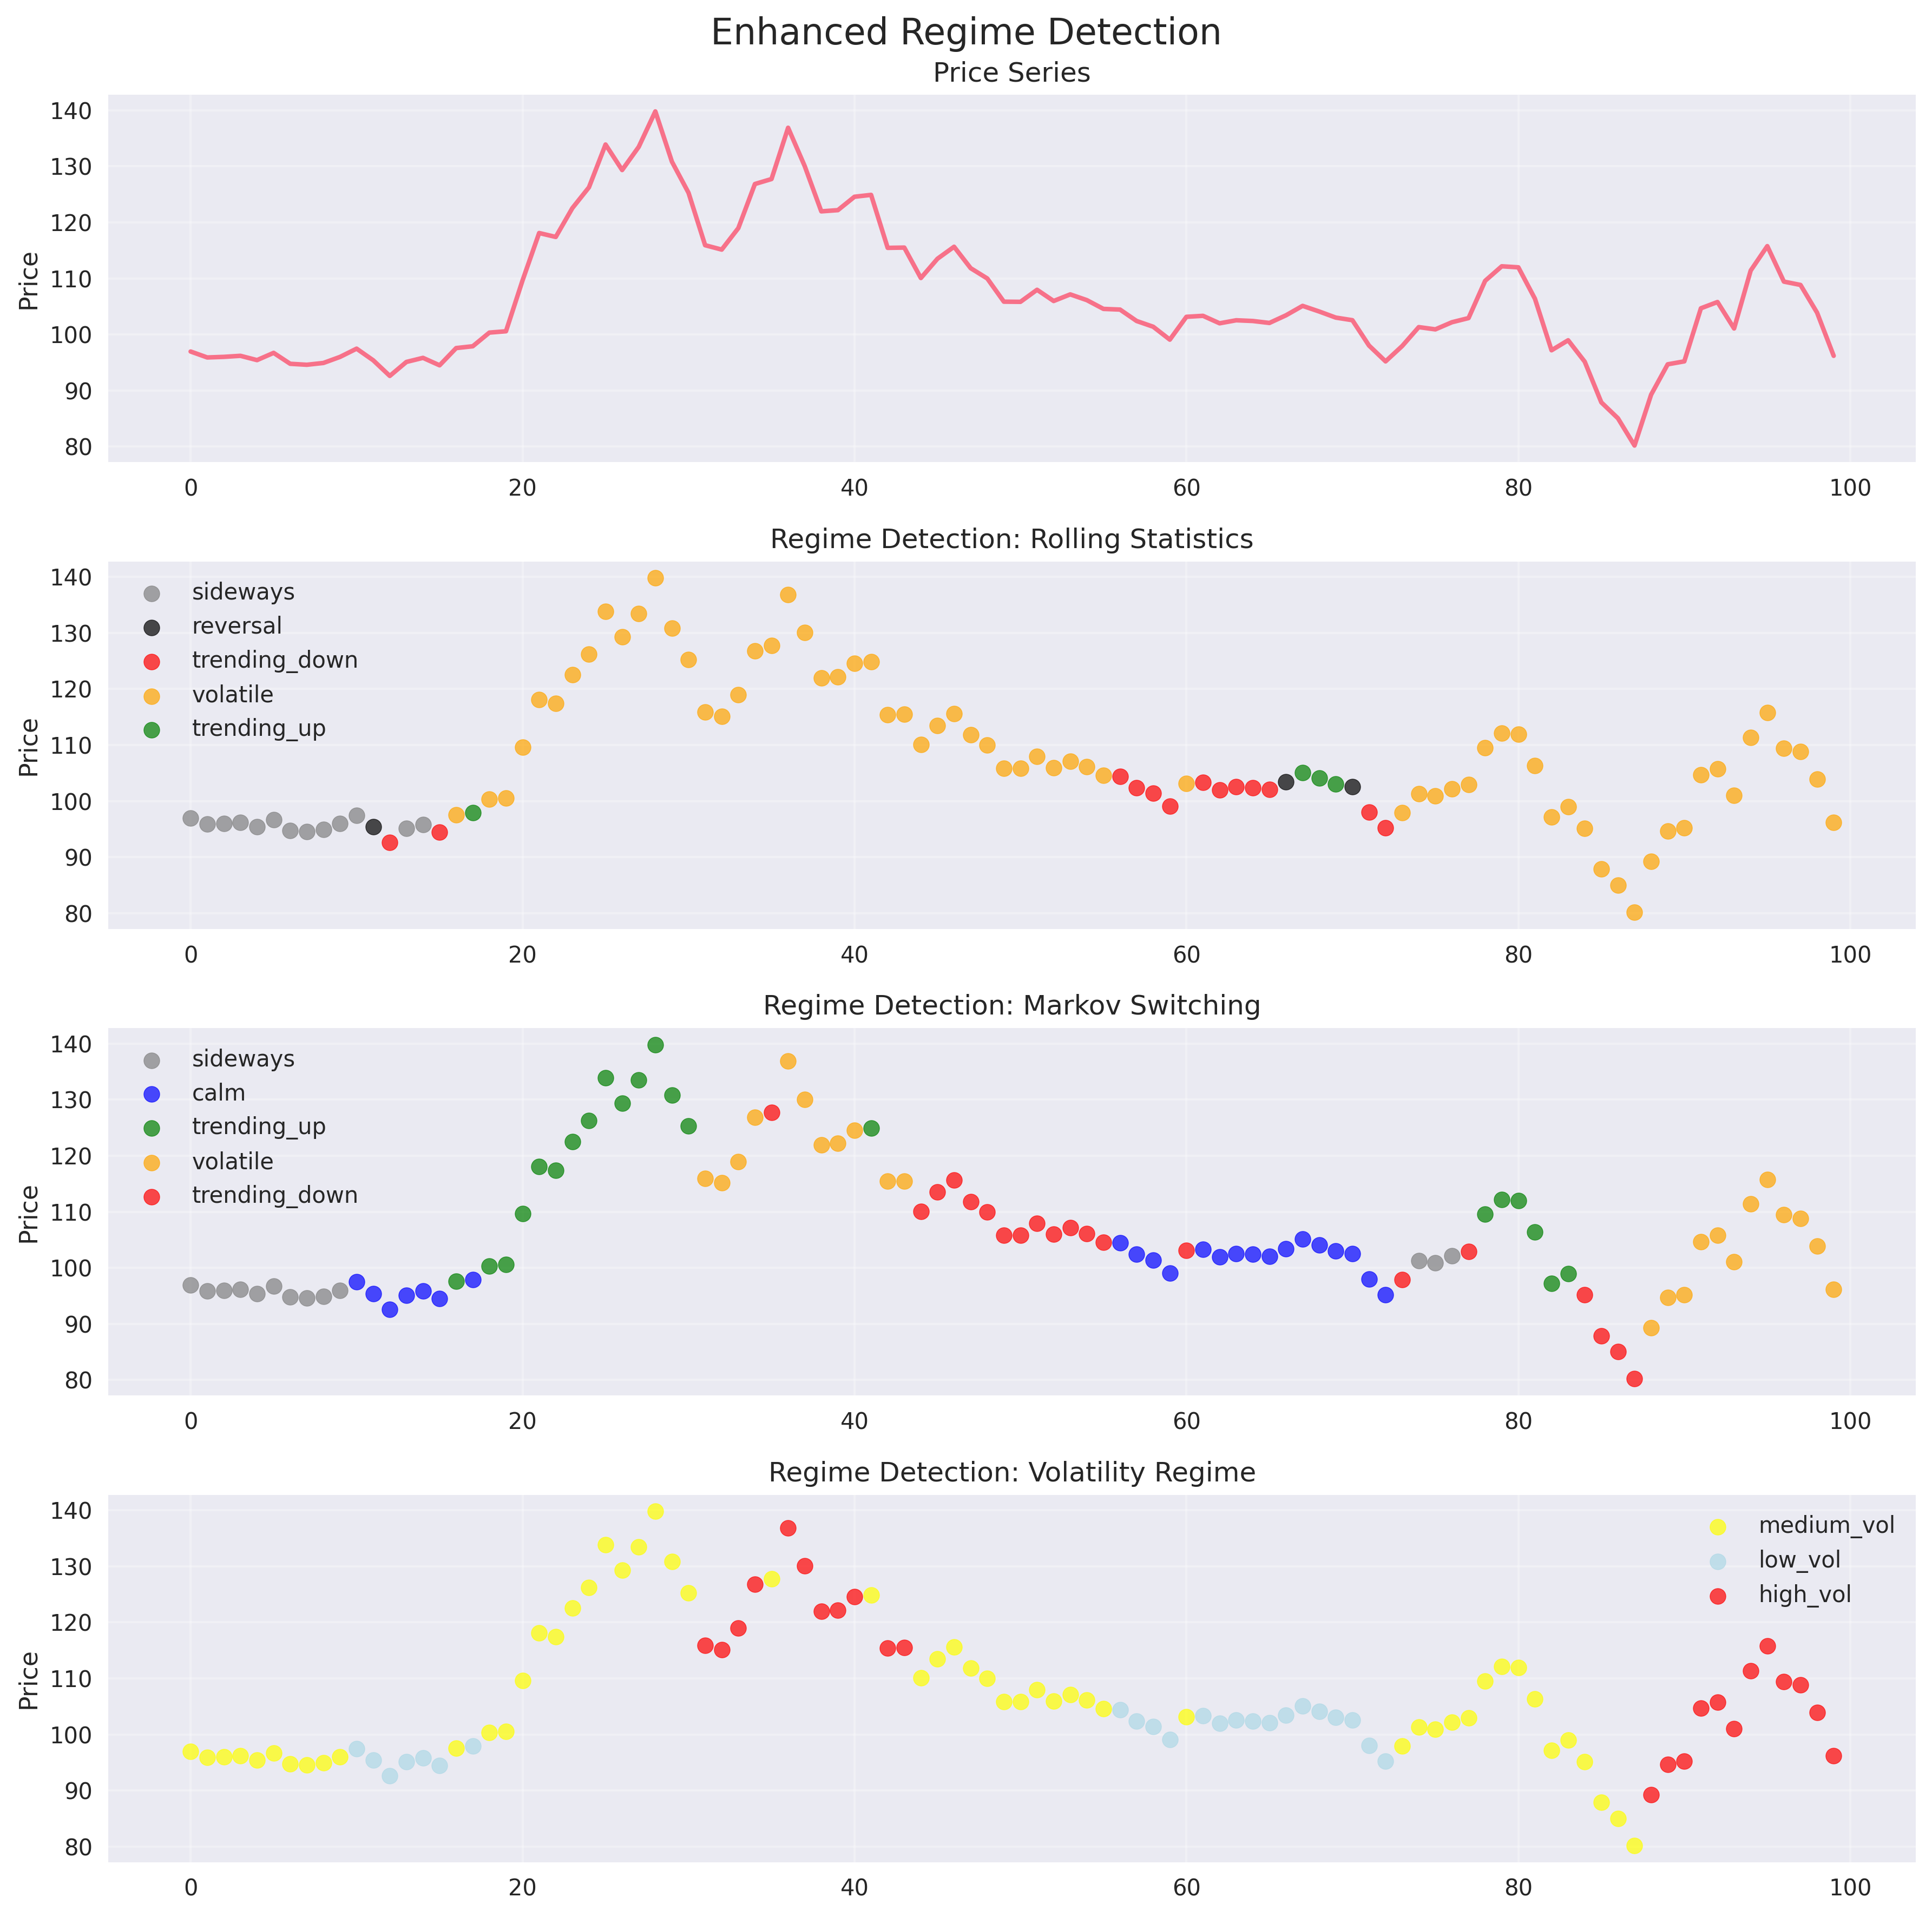 Enhanced Regime Detection
Price Series
Price
140
130
120
110
100
90
80
0 20 40 60 80 100
Regime Detection: Rolling Statistics
Price
140
130
120
110
100
90
80
sideways
reversal
trending_down
volatile
trending_up
0 20 40 60 80 100
Regime Detection: Markov Switching
Price
140
130
120
110
100
90
80
sideways
calm
trending_up
volatile
trending_down
0 20 40 60 80 100
Regime Detection: Volatility Regime
Price
140
130
120
110
100
90
80
medium_vol
low_vol
high_vol
0 20 40 60 80 100